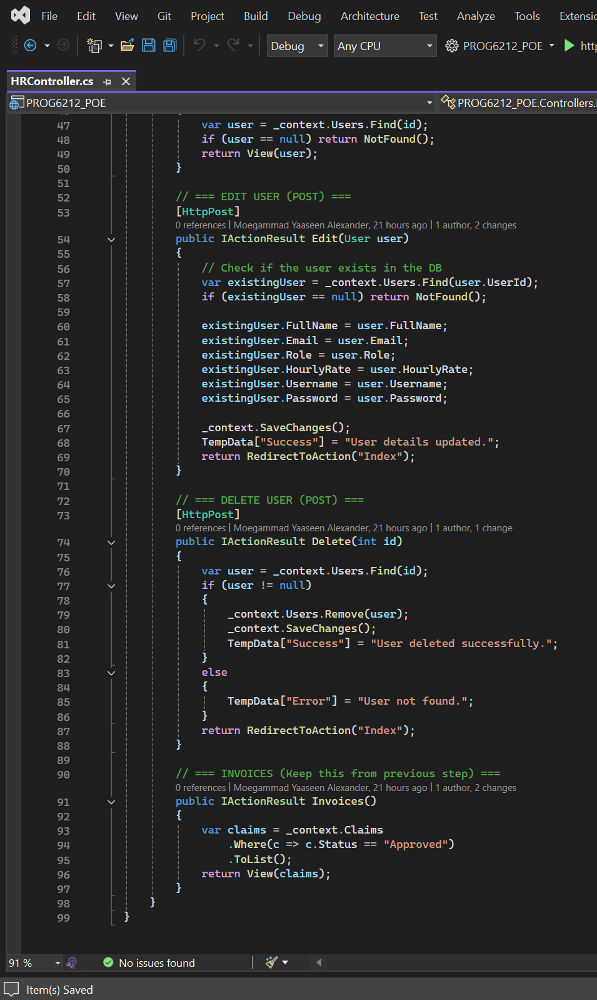 File Edit View Git Project Build Debug Architecture Test Analyze Tools
Debug Any CPU PROG6212_POE
HRController.cs
PROG6212_POE PROG6212_POE.Controllers.
47 var user = _context.Users.Find(id);
48 if (user == null) return NotFound();
49 return View(user);
50 }
51
52 // === EDIT USER (POST) ===
53 [HttpPost]
0 references | Moegammad Yaaseen Alexander, 21 hours ago | 1 author, 2 changes
54 public IActionResult Edit(User user)
55 {
56 // Check if the user exists in the DB
57 var existingUser = _context.Users.Find(user.UserId);
58 if (existingUser == null) return NotFound();
59
60 existingUser.FullName = user.FullName;
61 existingUser.Email = user.Email;
62 existingUser.Role = user.Role;
63 existingUser.HourlyRate = user.HourlyRate;
64 existingUser.Username = user.Username;
65 existingUser.Password = user.Password;
66
67 _context.SaveChanges();
68 TempData["Success"] = "User details updated.";
69 return RedirectToAction("Index");
70 }
71
72 // === DELETE USER (POST) ===
73 [HttpPost]
0 references | Moegammad Yaaseen Alexander, 21 hours ago | 1 author, 1 change
74 public IActionResult Delete(int id)
75 {
76 var user = _context.Users.Find(id);
77 if (user != null)
78 {
79 _context.Users.Remove(user);
80 _context.SaveChanges();
81 TempData["Success"] = "User deleted successfully.";
82 }
83 else
84 {
85 TempData["Error"] = "User not found.";
86 }
87 return RedirectToAction("Index");
88 }
89
90 // === INVOICES (Keep this from previous step) ===
0 references | Moegammad Yaaseen Alexander, 21 hours ago | 1 author, 2 changes
91 public IActionResult Invoices()
92 {
93 var claims = _context.Claims
94 .Where(c => c.Status == "Approved")
95 .ToList();
96 return View(claims);
97 }
98 }
99 }
91 % No issues found
Item(s) Saved